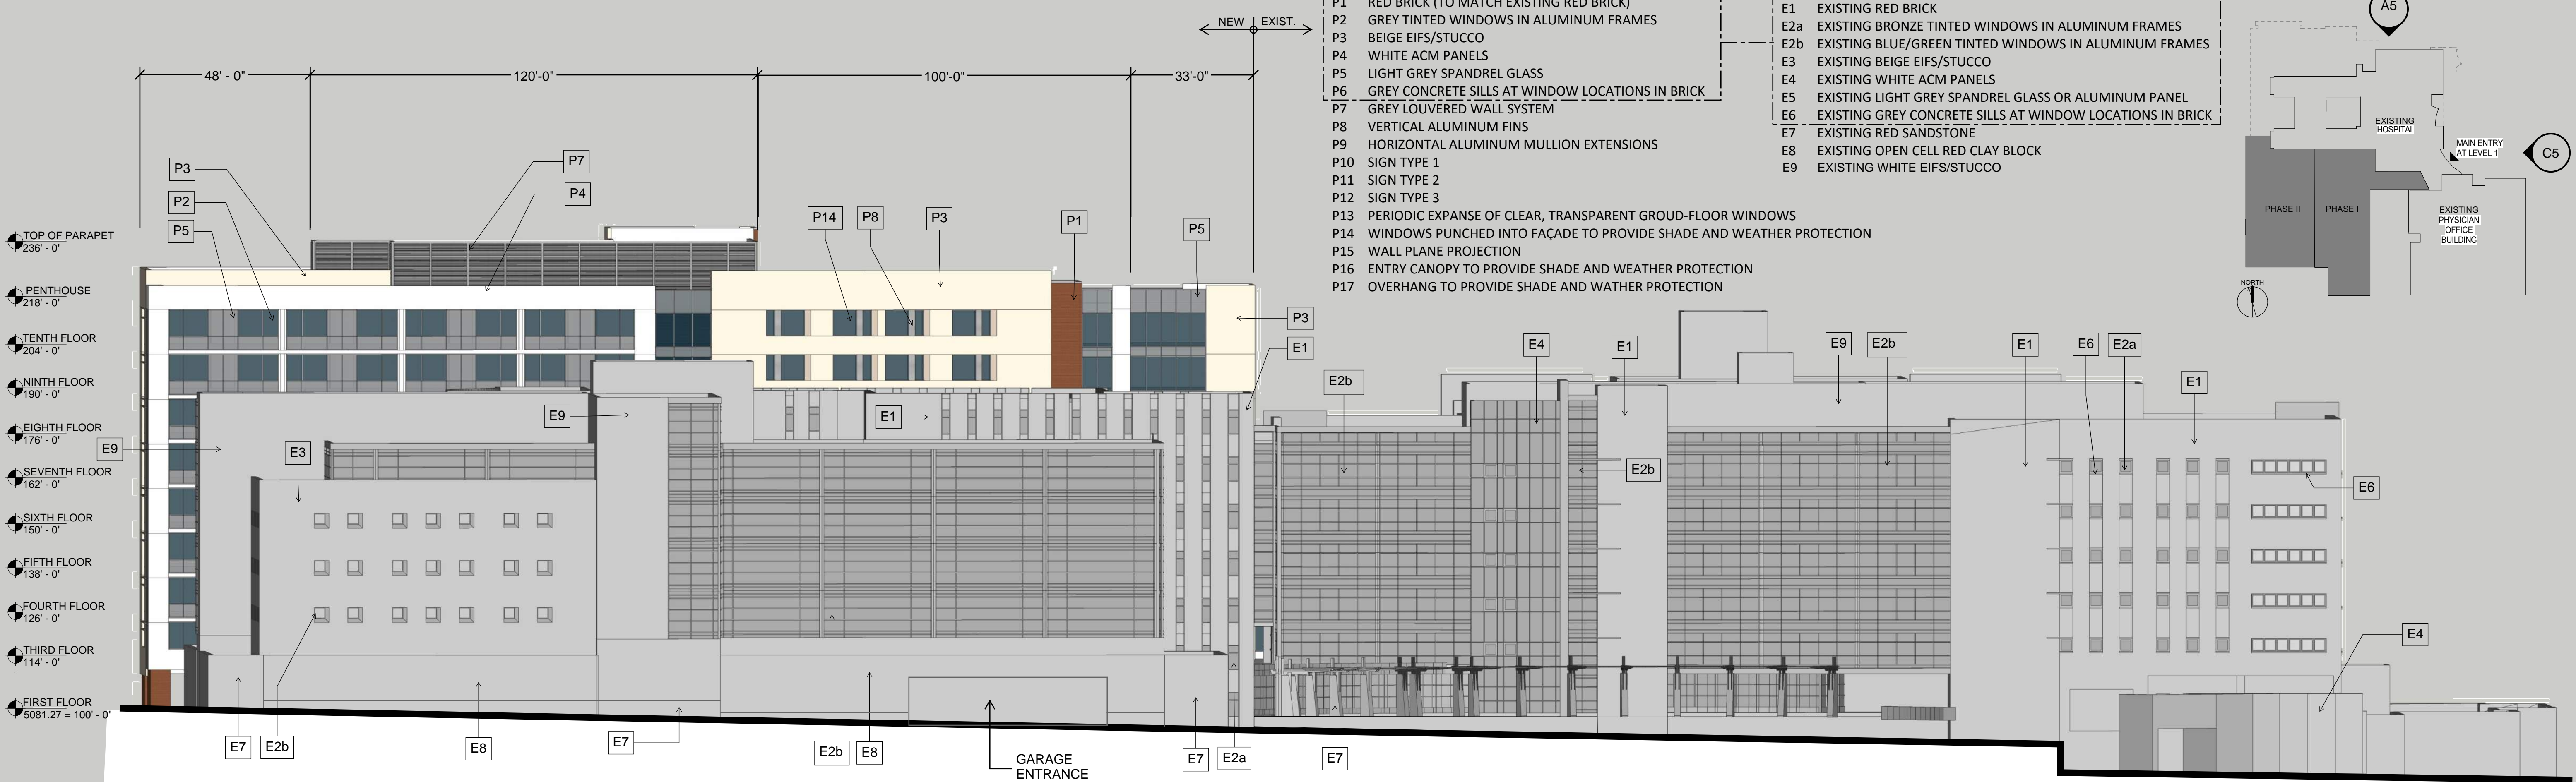 P1 RED BRICK (TO MATCH EXISTING RED BRICK)
P2 GREY TINTED WINDOWS IN ALUMINUM FRAMES
P3 BEIGE EIFS/STUCCO
P4 WHITE ACM PANELS
P5 LIGHT GREY SPANDREL GLASS
P6 GREY CONCRETE SILLS AT WINDOW LOCATIONS IN BRICK
P7 GREY LOUVERED WALL SYSTEM
P8 VERTICAL ALUMINUM FINS
P9 HORIZONTAL ALUMINUM MULLION EXTENSIONS
P10 SIGN TYPE 1
P11 SIGN TYPE 2
P12 SIGN TYPE 3
P13 PERIODIC EXPANSE OF CLEAR, TRANSPARENT GROUD-FLOOR WINDOWS
P14 WINDOWS PUNCHED INTO FAÇADE TO PROVIDE SHADE AND WEATHER PROTECTION
P15 WALL PLANE PROJECTION
P16 ENTRY CANOPY TO PROVIDE SHADE AND WEATHER PROTECTION
P17 OVERHANG TO PROVIDE SHADE AND WATHER PROTECTION
E1 EXISTING RED BRICK
E2a EXISTING BRONZE TINTED WINDOWS IN ALUMINUM FRAMES
E2b EXISTING BLUE/GREEN TINTED WINDOWS IN ALUMINUM FRAMES
E3 EXISTING BEIGE EIFS/STUCCO
E4 EXISTING WHITE ACM PANELS
E5 EXISTING LIGHT GREY SPANDREL GLASS OR ALUMINUM PANEL
E6 EXISTING GREY CONCRETE SILLS AT WINDOW LOCATIONS IN BRICK
E7 EXISTING RED SANDSTONE
E8 EXISTING OPEN CELL RED CLAY BLOCK
E9 EXISTING WHITE EIFS/STUCCO
A5
EXISTING
HOSPITAL
MAIN ENTRY
AT LEVEL 1
C5
PHASE II
PHASE I
EXISTING
PHYSICIAN
OFFICE
BUILDING
NORTH
NEW
EXIST.
48' - 0"
120'-0"
100'-0"
33'-0"
P3
P2
P5
P7
P4
P14
P8
P3
P1
P5
P3
E1
TOP OF PARAPET
236' - 0"
PENTHOUSE
218' - 0"
TENTH FLOOR
204' - 0"
NINTH FLOOR
190' - 0"
EIGHTH FLOOR
176' - 0"
SEVENTH FLOOR
162' - 0"
SIXTH FLOOR
150' - 0"
FIFTH FLOOR
138' - 0"
FOURTH FLOOR
126' - 0"
THIRD FLOOR
114' - 0"
FIRST FLOOR
5081.27 = 100' - 0"
E9
E3
E9
E1
E2b
E4
E1
E9
E2b
E1
E6
E2a
E1
E2b
E6
E4
E7
E2b
E8
E7
E2b
E8
GARAGE
ENTRANCE
E7
E2a
E7